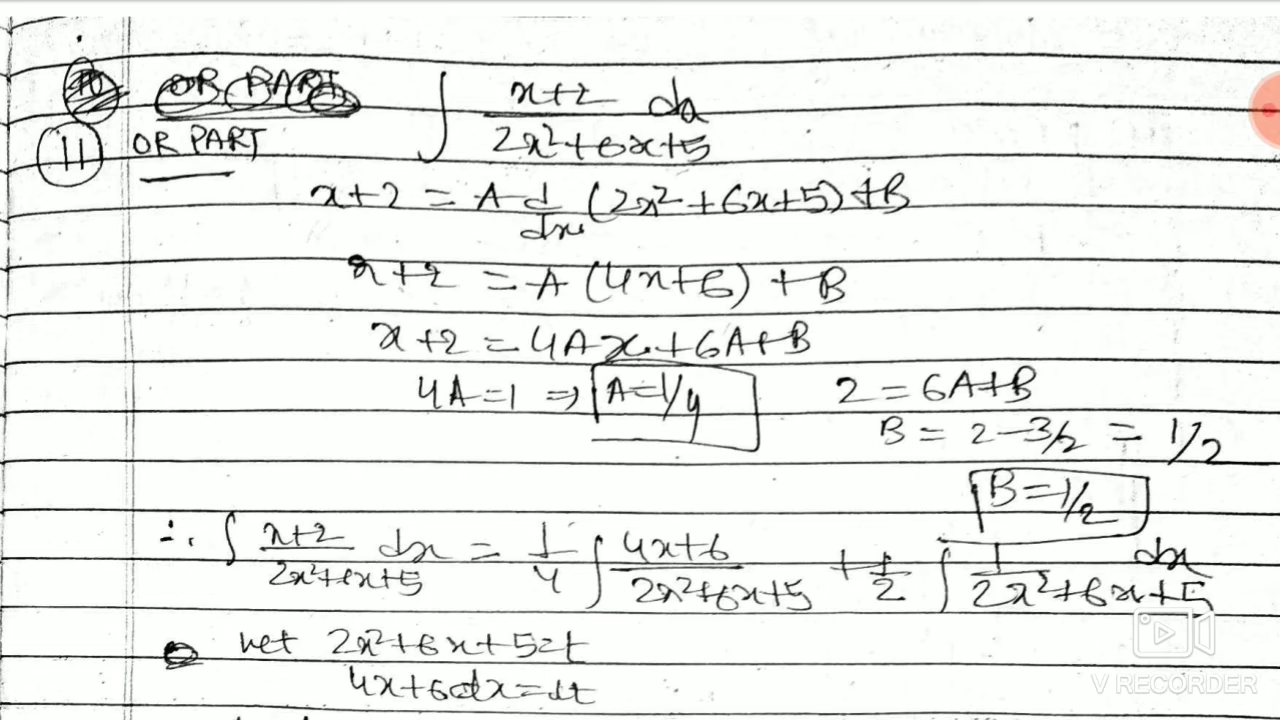 OR PART ∫ x+2 / 2x²+6x+5 dx
11 OR PART
x+2 = A d/dx (2x²+6x+5) + B
x+2 = A (4x+6) + B
x+2 = 4Ax + 6A+B
4A=1 ⇒ A=1/4 2 = 6A+B
B = 2-3/2 = 1/2
B=1/2
∴ ∫ x+2 / 2x²+6x+5 dx = 1/4 ∫ 4x+6 / 2x²+6x+5 + 1/2 ∫ 1 / 2x²+6x+5 dx
let 2x²+6x+5=t
4x+6dx=dt
V RECORDER